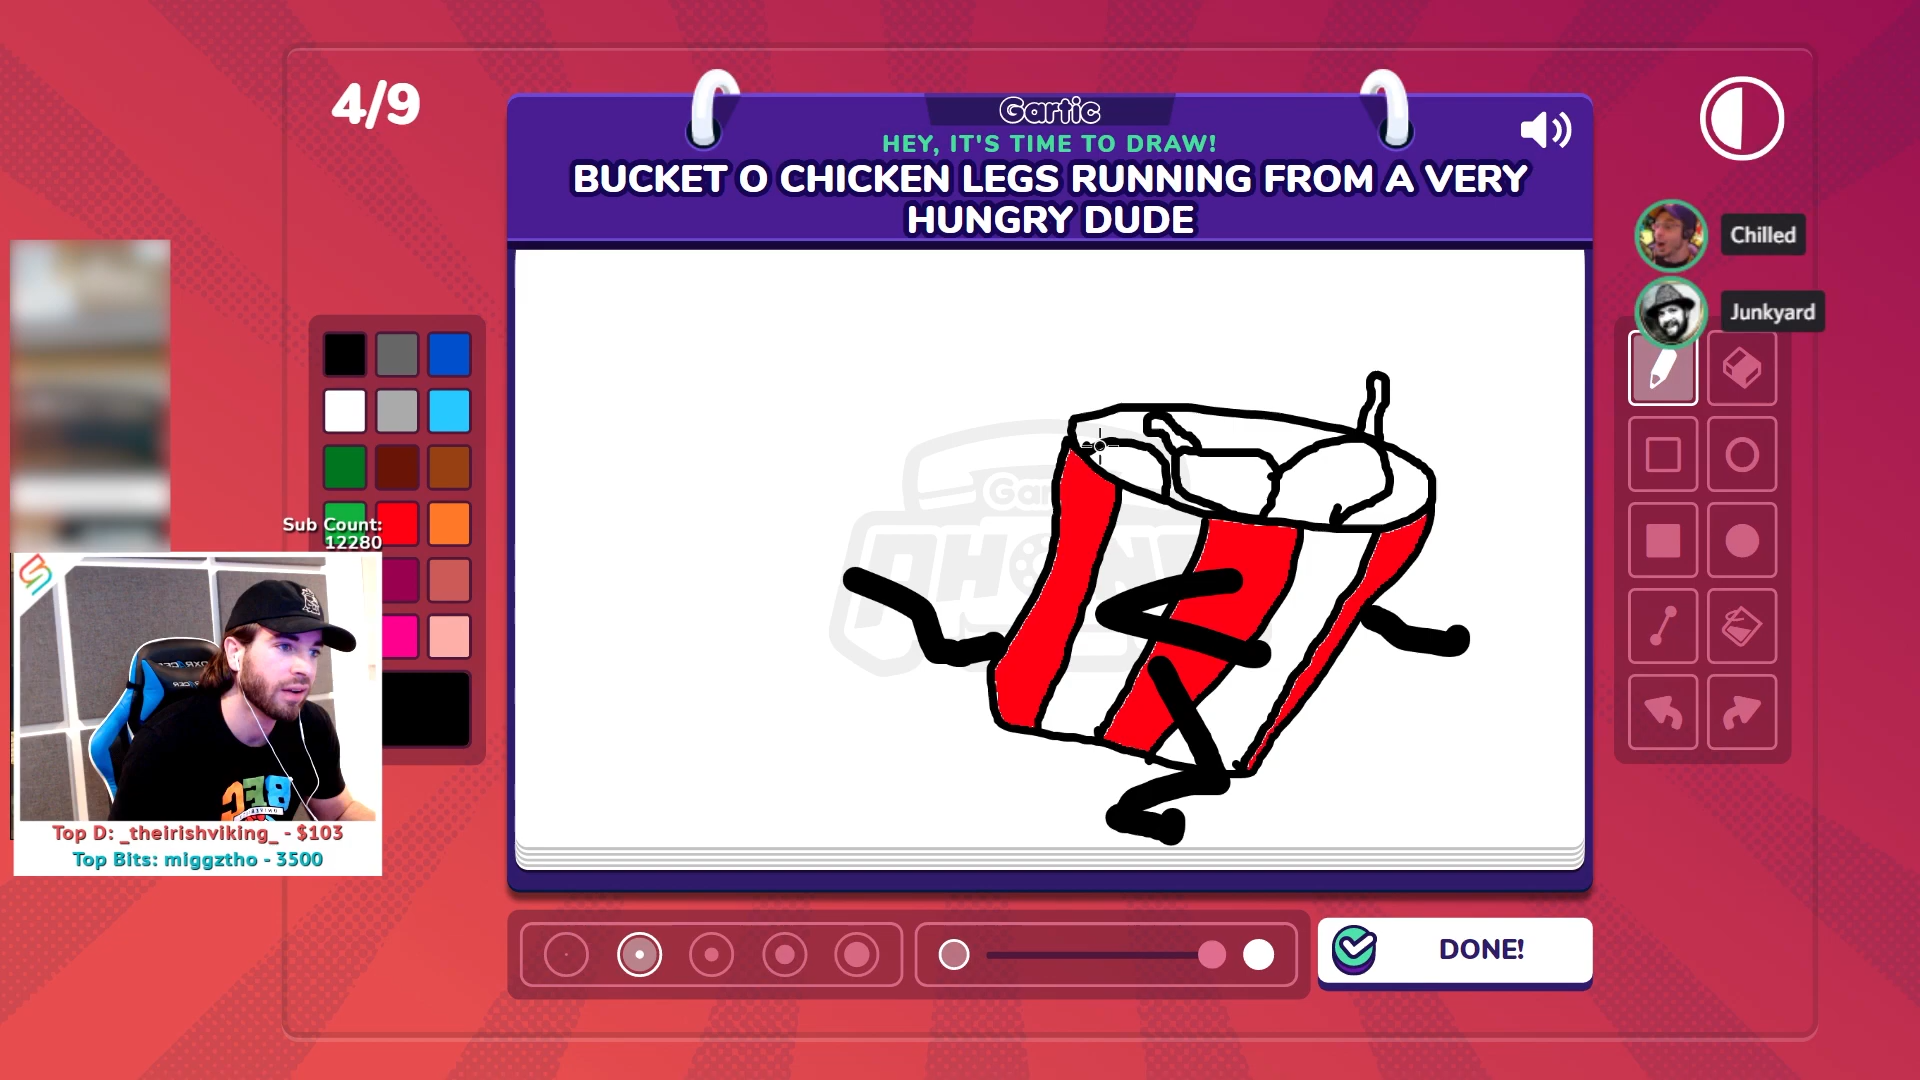 4/9
Gartic
HEY, IT'S TIME TO DRAW!
BUCKET O CHICKEN LEGS RUNNING FROM A VERY
HUNGRY DUDE
Chilled
Junkyard
Sub Count:
12280
Top D: _theirishviking_ - $103
Top Bits: miggztho - 3500
DONE!